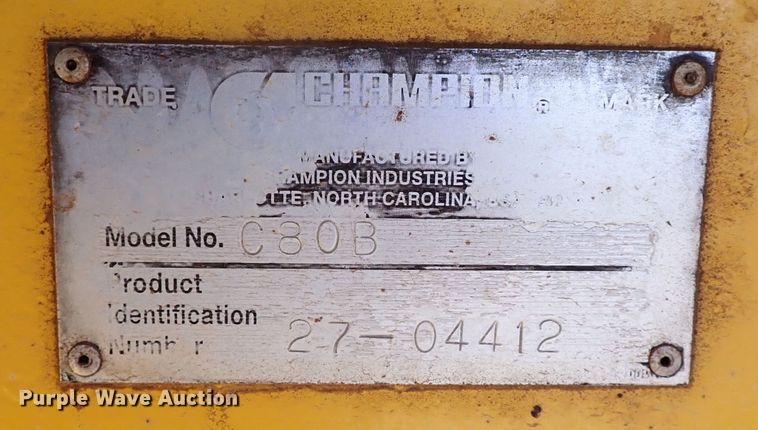 TRADE CHAMPION® MARK
MANUFACTURED BY
CHAMPION INDUSTRIES
NORTH CAROLINA
Model No. C80B
Product
Identification
Number 27-04412
Purple Wave Auction